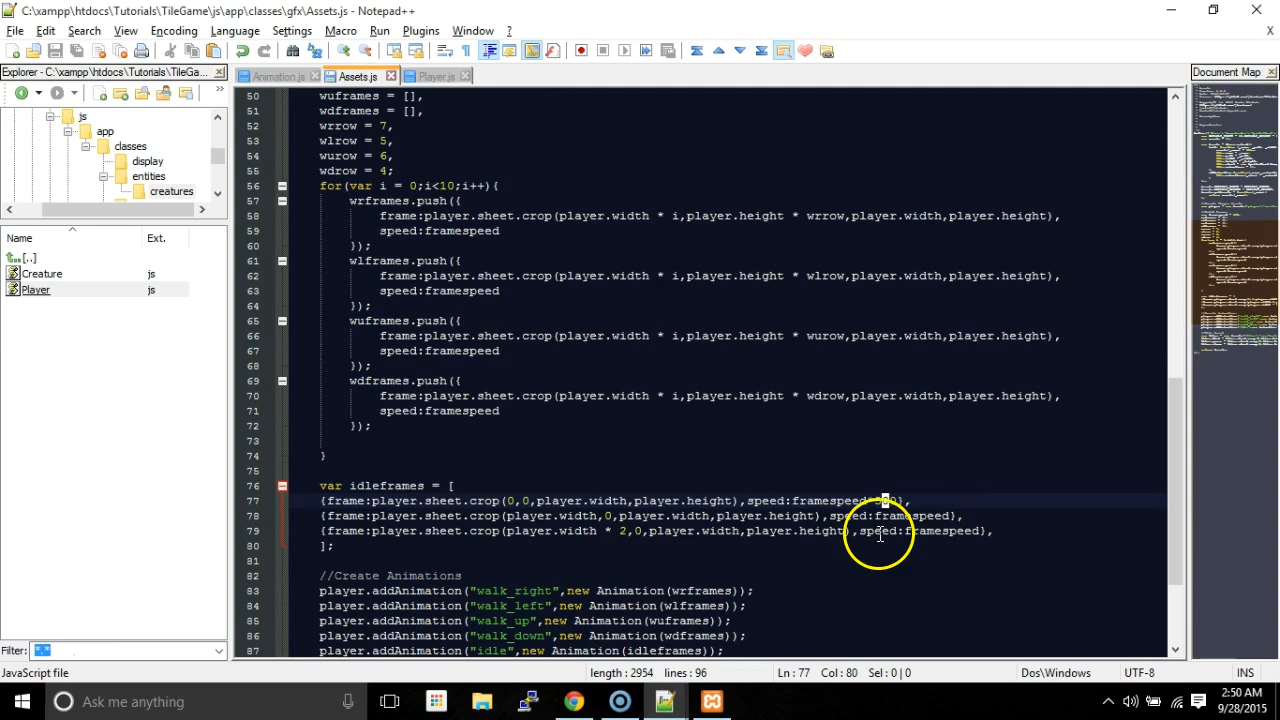 C:\xampp\htdocs\Tutorials\TileGame\js\app\classes\gfx\Assets.js - Notepad++
File Edit Search View Encoding Language Settings Macro Run Plugins Window ? X
Explorer - C:\xampp\htdocs\Tutorials\TileGa...
Animation.js Assets.js Player.js
Document Map
js
app
classes
display
entities
creatures
Name Ext.
[..]
Creature js
Player js
Filter: *.*
50 wuframes = [],
51 wdframes = [],
52 wrrow = 7,
53 wlrow = 5,
54 wurow = 6,
55 wdrow = 4;
56 for(var i = 0;i<10;i++){
57 wrframes.push({
58 frame:player.sheet.crop(player.width * i,player.height * wrrow,player.width,player.height),
59 speed:framespeed
60 });
61 wlframes.push({
62 frame:player.sheet.crop(player.width * i,player.height * wlrow,player.width,player.height),
63 speed:framespeed
64 });
65 wuframes.push({
66 frame:player.sheet.crop(player.width * i,player.height * wurow,player.width,player.height),
67 speed:framespeed
68 });
69 wdframes.push({
70 frame:player.sheet.crop(player.width * i,player.height * wdrow,player.width,player.height),
71 speed:framespeed
72 });
73
74 }
75
76 var idleframes = [
77 {frame:player.sheet.crop(0,0,player.width,player.height),speed:framespeed
78 {frame:player.sheet.crop(player.width,0,player.width,player.height),speed:framespeed},
79 {frame:player.sheet.crop(player.width * 2,0,player.width,player.height),speed:framespeed},
80 ];
81
82 //Create Animations
83 player.addAnimation("walk_right",new Animation(wrframes));
84 player.addAnimation("walk_left",new Animation(wlframes));
85 player.addAnimation("walk_up",new Animation(wuframes));
86 player.addAnimation("walk_down",new Animation(wdframes));
87 player.addAnimation("idle",new Animation(idleframes));
JavaScript file length : 2954 lines : 96 Ln : 77 Col : 80 Sel : 0 | 0 Dos\Windows UTF-8 INS
Ask me anything
2:50 AM
9/28/2015